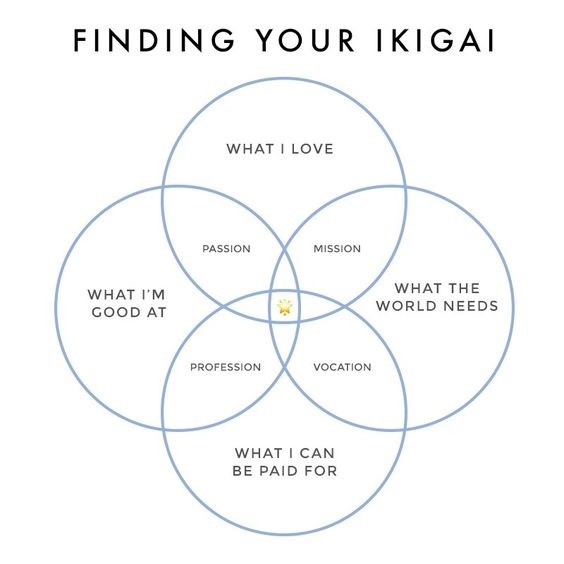 FINDING YOUR IKIGAI
WHAT I LOVE
PASSION
MISSION
WHAT I'M
GOOD AT
WHAT THE
WORLD NEEDS
PROFESSION
VOCATION
WHAT I CAN
BE PAID FOR